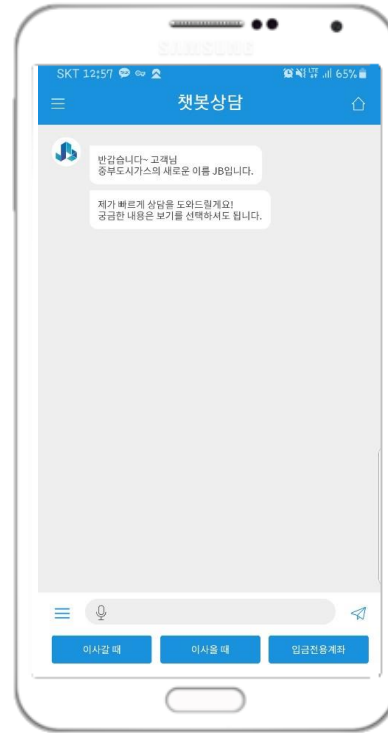 SAMSUNG
SKT 12:57 65%
챗봇상담
반갑습니다~ 고객님
중부도시가스의 새로운 이름 JB입니다.
제가 빠르게 상담을 도와드릴게요!
궁금한 내용은 보기를 선택하셔도 됩니다.
이사갈 때
이사올 때
입금전용계좌